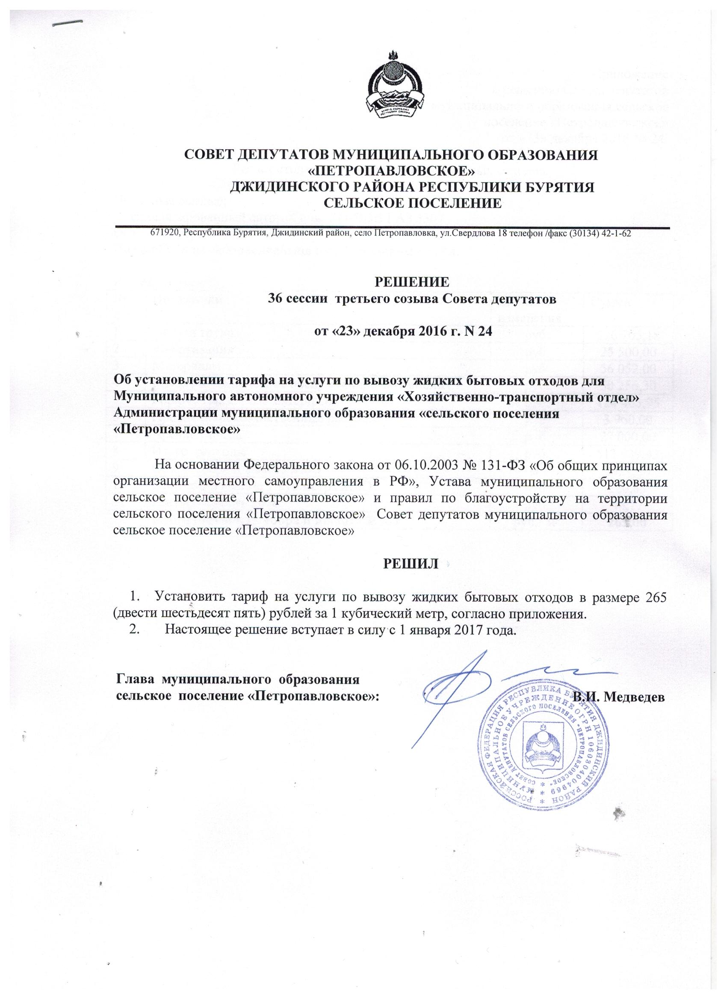 СОВЕТ ДЕПУТАТОВ МУНИЦИПАЛЬНОГО ОБРАЗОВАНИЯ
«ПЕТРОПАВЛОВСКОЕ»
ДЖИДИНСКОГО РАЙОНА РЕСПУБЛИКИ БУРЯТИЯ
СЕЛЬСКОЕ ПОСЕЛЕНИЕ
671920, Республика Бурятия, Джидинский район, село Петропавловка, ул.Свердлова 18 телефон /факс (30134) 42-1-62
РЕШЕНИЕ
36 сессии третьего созыва Совета депутатов
от «23» декабря 2016 г. N 24
Об установлении тарифа на услуги по вывозу жидких бытовых отходов для
Муниципального автономного учреждения «Хозяйственно-транспортный отдел»
Администрации муниципального образования «сельского поселения
«Петропавловское»
На основании Федерального закона от 06.10.2003 № 131-ФЗ «Об общих принципах
организации местного самоуправления в РФ», Устава муниципального образования
сельское поселение «Петропавловское» и правил по благоустройству на территории
сельского поселения «Петропавловское» Совет депутатов муниципального образования
сельское поселение «Петропавловское»
РЕШИЛ
1. Установить тариф на услуги по вывозу жидких бытовых отходов в размере 265
(двести шестьдесят пять) рублей за 1 кубический метр, согласно приложения.
2. Настоящее решение вступает в силу с 1 января 2017 года.
Глава муниципального образования
сельское поселение «Петропавловское»:
В.И. Медведев
РОССИЙСКАЯ ФЕДЕРАЦИЯ РЕСПУБЛИКА БУРЯТИЯ ДЖИДИНСКИЙ РАЙОН *
МУНИЦИПАЛЬНОЕ УЧРЕЖДЕНИЕ ОГРН 1060304004969 *
СОВЕТ ДЕПУТАТОВ СЕЛЬСКОГО ПОСЕЛЕНИЯ "ПЕТРОПАВЛОВСКОЕ" *